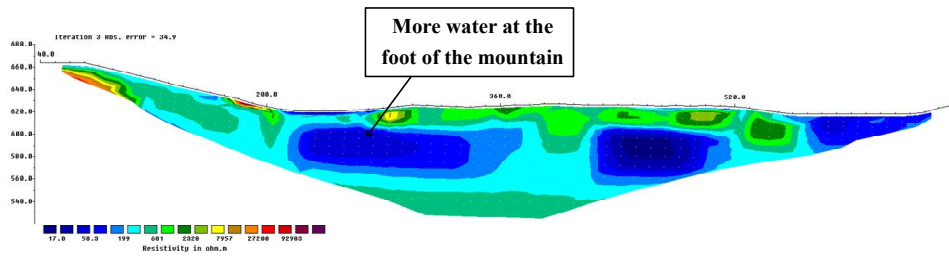 More water at the
foot of the mountain
Iteration 3 Abs. error = 34.9
680.0
40.0
660.0
640.0
200.0
360.0
520.0
620.0
600.0
580.0
560.0
540.0
17.0 58.3 199 681 2328 7957 27200 92983
Resistivity in ohm.m